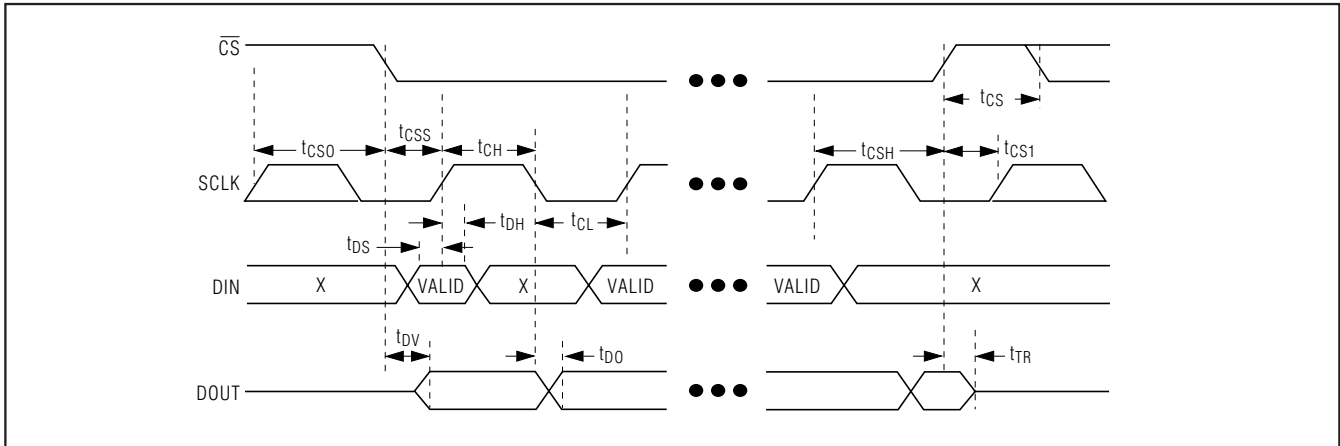 CS
tCS
tCSO tCSS tCH tCSH tCS1
SCLK
tDH tCL
tDS
DIN X VALID X VALID VALID X
tDV tDO tTR
DOUT